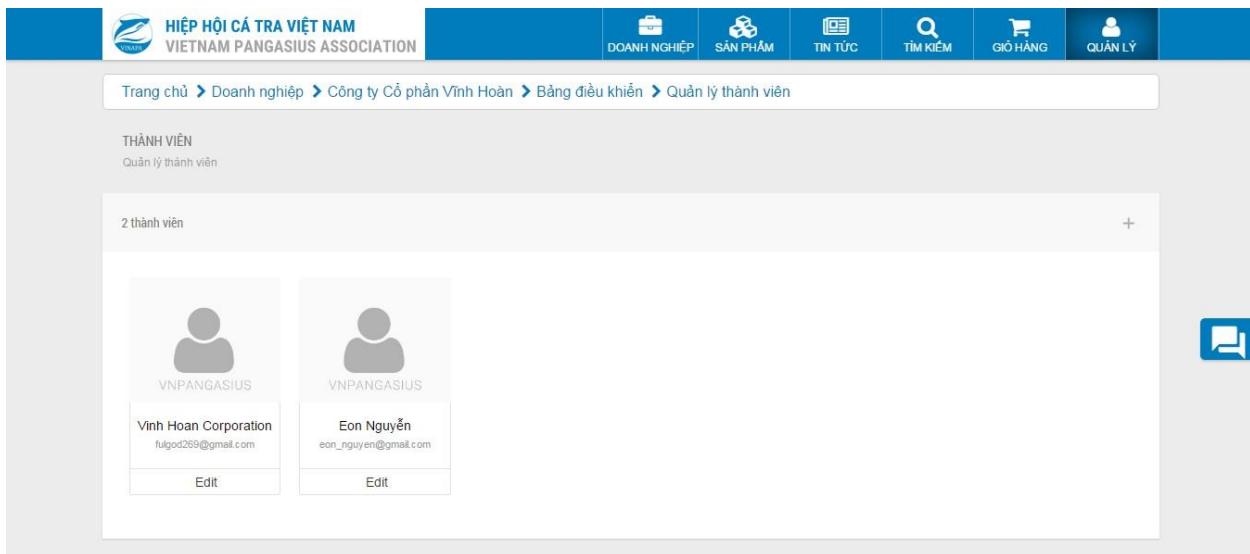 HIỆP HỘI CÁ TRA VIỆT NAM
VIETNAM PANGASIUS ASSOCIATION
VINAPA
DOANH NGHIỆP
SẢN PHẨM
TIN TỨC
TÌM KIẾM
GIỎ HÀNG
QUẢN LÝ
Trang chủ > Doanh nghiệp > Công ty Cổ phần Vĩnh Hoàn > Bảng điều khiển > Quản lý thành viên
THÀNH VIÊN
Quản lý thành viên
2 thành viên
+
VNPANGASIUS
VNPANGASIUS
Vinh Hoan Corporation
fulgod269@gmail.com
Edit
Eon Nguyễn
eon_nguyen@gmail.com
Edit